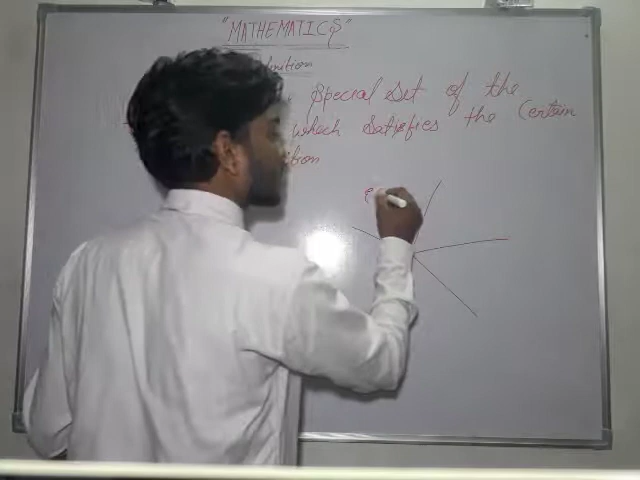 "MATHEMATICS"
Special Set of the
which Satisfies the Certain